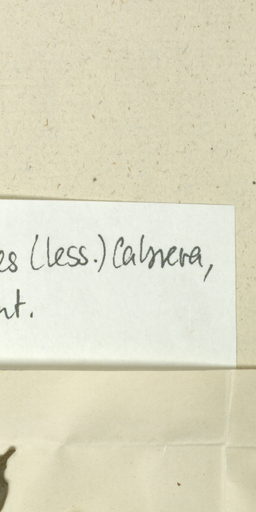 es (Less.) Cabrera,
nt.